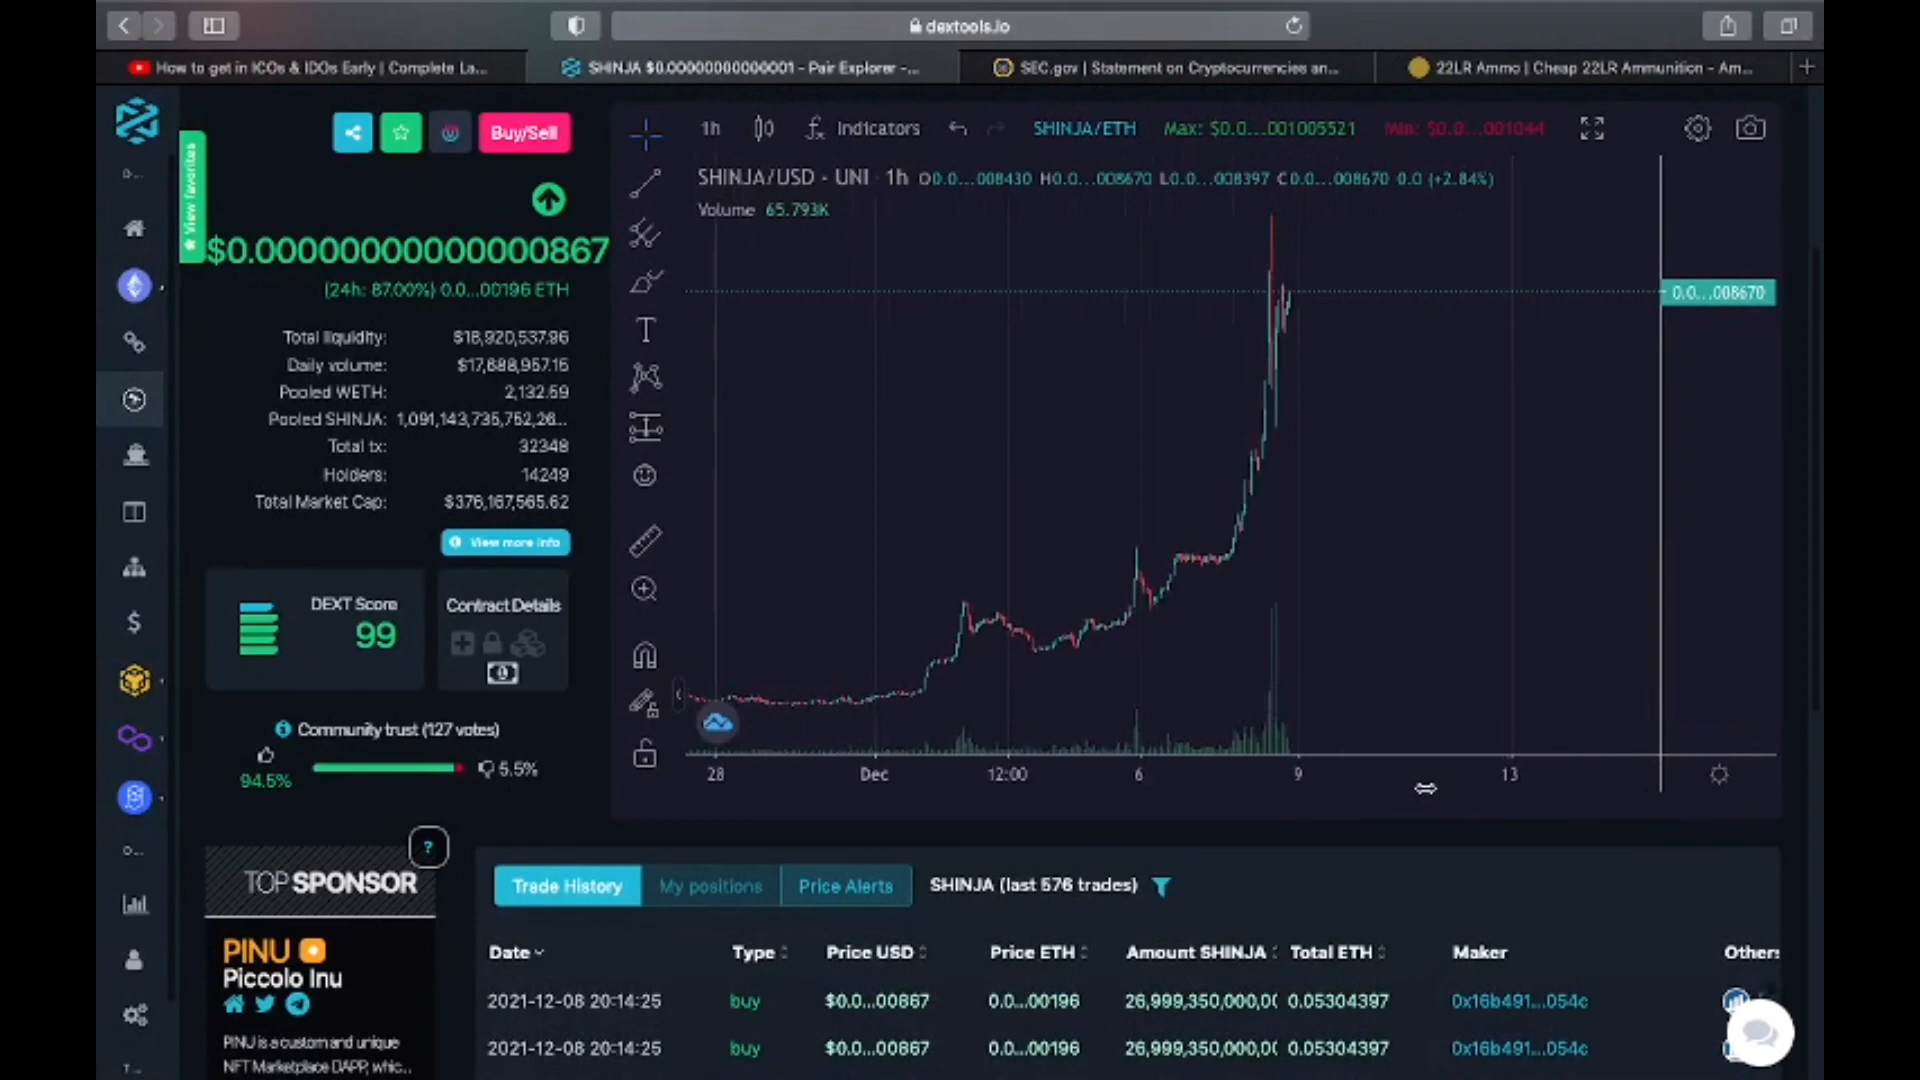 dextools.io
How to get in ICOs & IDOs Early | Complete La...
SHINJA $0.00000000000001 - Pair Explorer -...
SEC.gov | Statement on Cryptocurrencies an...
22LR Ammo | Cheap 22LR Ammunition - Am...
View favorites
Buy/Sell
1h
Indicators
SHINJA/ETH
Max: $0.0...001005521
Min: $0.0...001044
SHINJA/USD - UNI 1h O0.0...008430 H0.0...008670 L0.0...008397 C0.0...008670 0.0 (+2.84%)
Volume 65.793K
(24h: 87.00%) 0.0...00196 ETH
Total liquidity: $18,920,537.96
Daily volume: $17,688,957.15
Pooled WETH: 2,132.59
Pooled SHINJA: 1,091,143,735,752,26...
Total tx: 32348
Holders: 14249
Total Market Cap: $376,167,565.62
View more info
DEXT Score
99
Contract Details
Community trust (127 votes)
94.5%
5.5%
0.0...008670
28
Dec
12:00
6
9
13
TOP SPONSOR
?
PINU
Piccolo Inu
PINU is a custom and unique
NFT Marketplace DAPP, whic...
Trade History
My positions
Price Alerts
SHINJA (last 576 trades)
Date
Type
Price USD
Price ETH
Amount SHINJA
Total ETH
Maker
Others
2021-12-08 20:14:25 buy $0.0...00867 0.0...00196 26,999,350,000,00 0.05304397 0x16b491...054c
2021-12-08 20:14:25 buy $0.0...00867 0.0...00196 26,999,350,000,00 0.05304397 0x16b491...054c